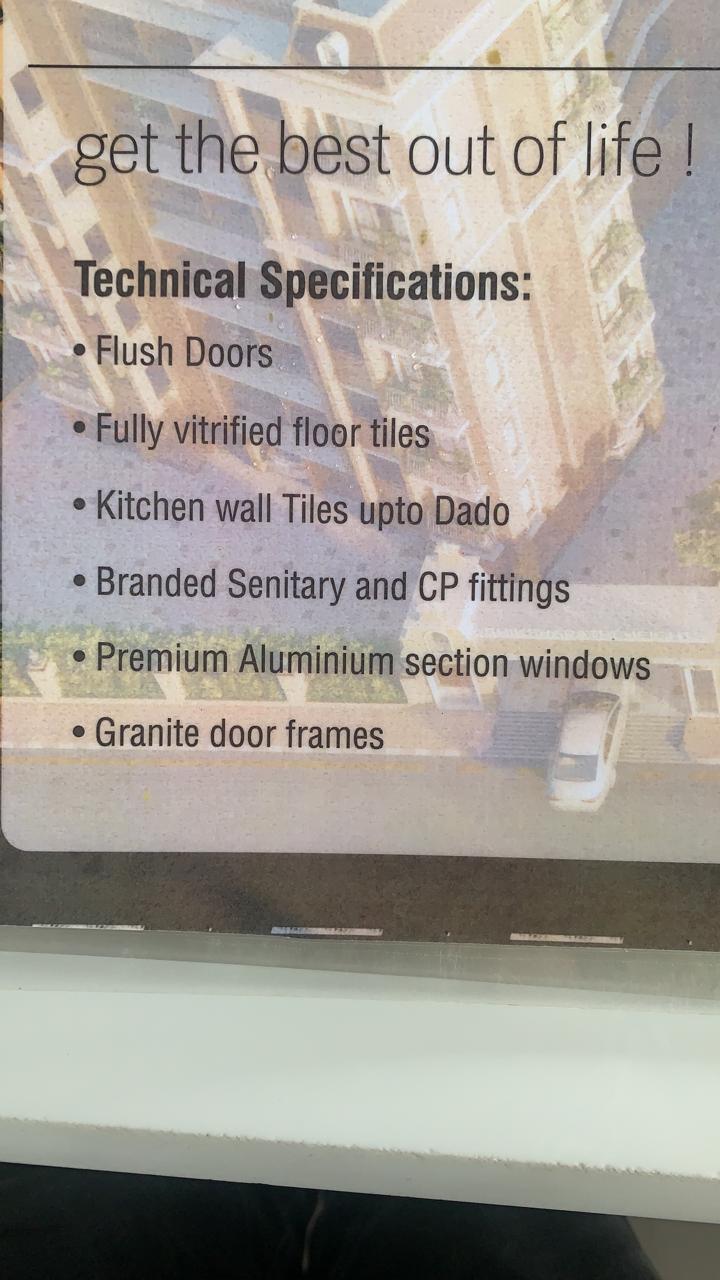 get the best out of life !
Technical Specifications:
• Flush Doors
• Fully vitrified floor tiles
• Kitchen wall Tiles upto Dado
• Branded Senitary and CP fittings
• Premium Aluminium section windows
• Granite door frames